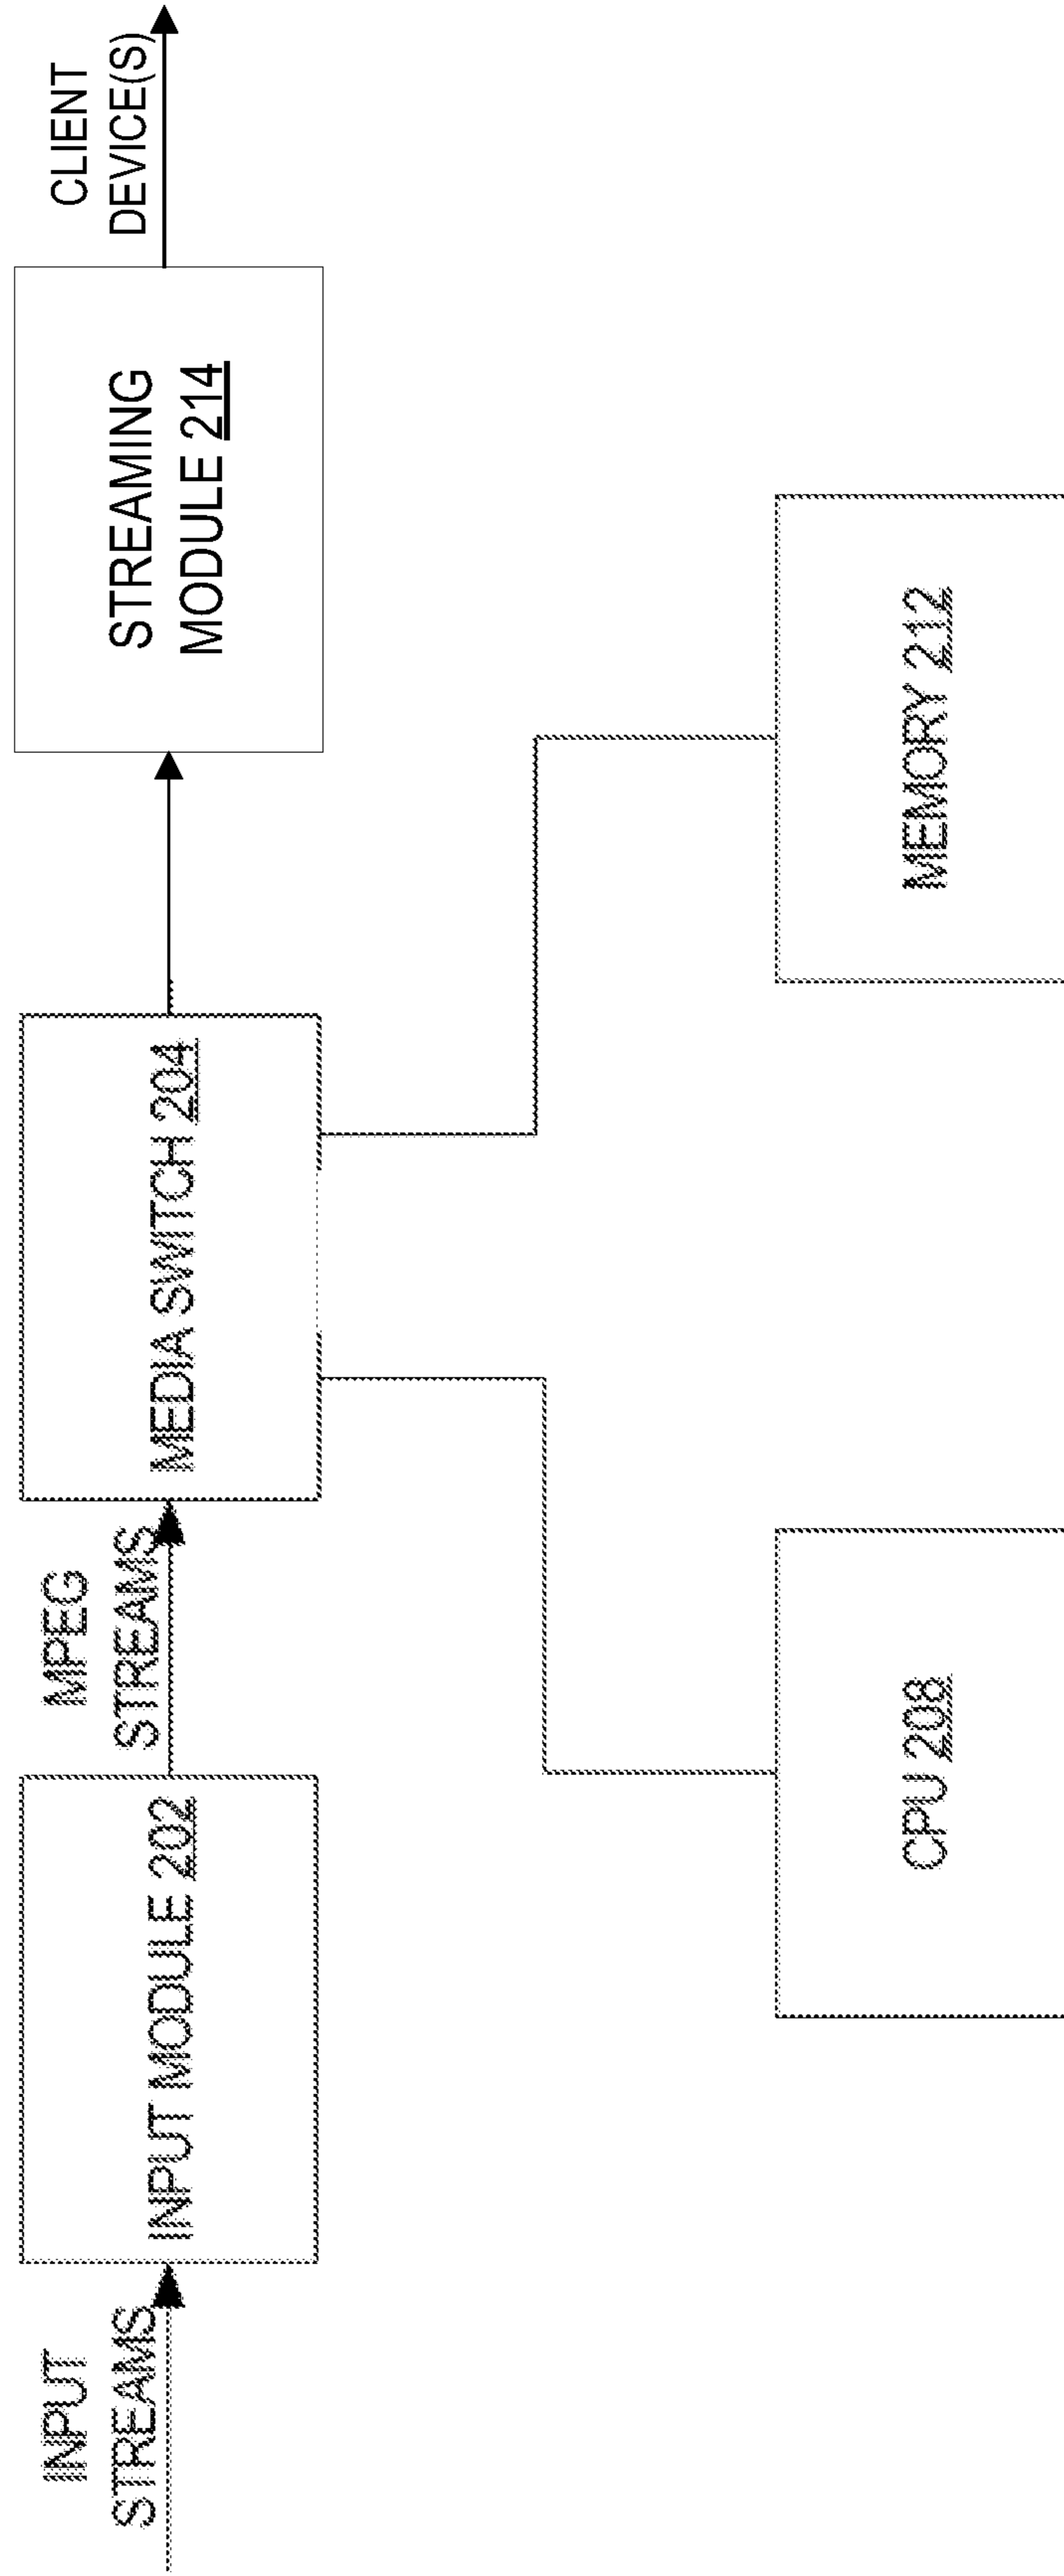 INPUT
STREAMS
INPUT MODULE 202
MPEG
STREAMS
MEDIA SWITCH 204
STREAMING
MODULE 214
CLIENT
DEVICE(S)
CPU 208
MEMORY 212